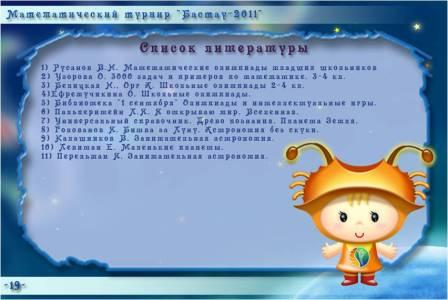 Математический турнир "Бастау-2011"
Список литературы
1) Русанов В.Н. Математические олимпиады младших школьников
2) Узорова О. 3000 задач и примеров по математике. 3-4 кл.
3) Белицкая Н., Орг К. Школьные олимпиады 2-4 кл.
4)Ефремушкина О. Школьные олимпиады.
5) Библиотека "1 сентября" Олимпиады и интеллектуальные игры.
6) Я открываю мир. Вселенная.
7) Универсальный справочник. Древо познания. Планета Земля.
8) Битва за Луну. Астрономия без скуки.
9) Калашников В. Занимательная астрономия.
10) Левитан Е. Маленькие планеты.
11) Перельман Я. Занимательная астрономия.
-19-